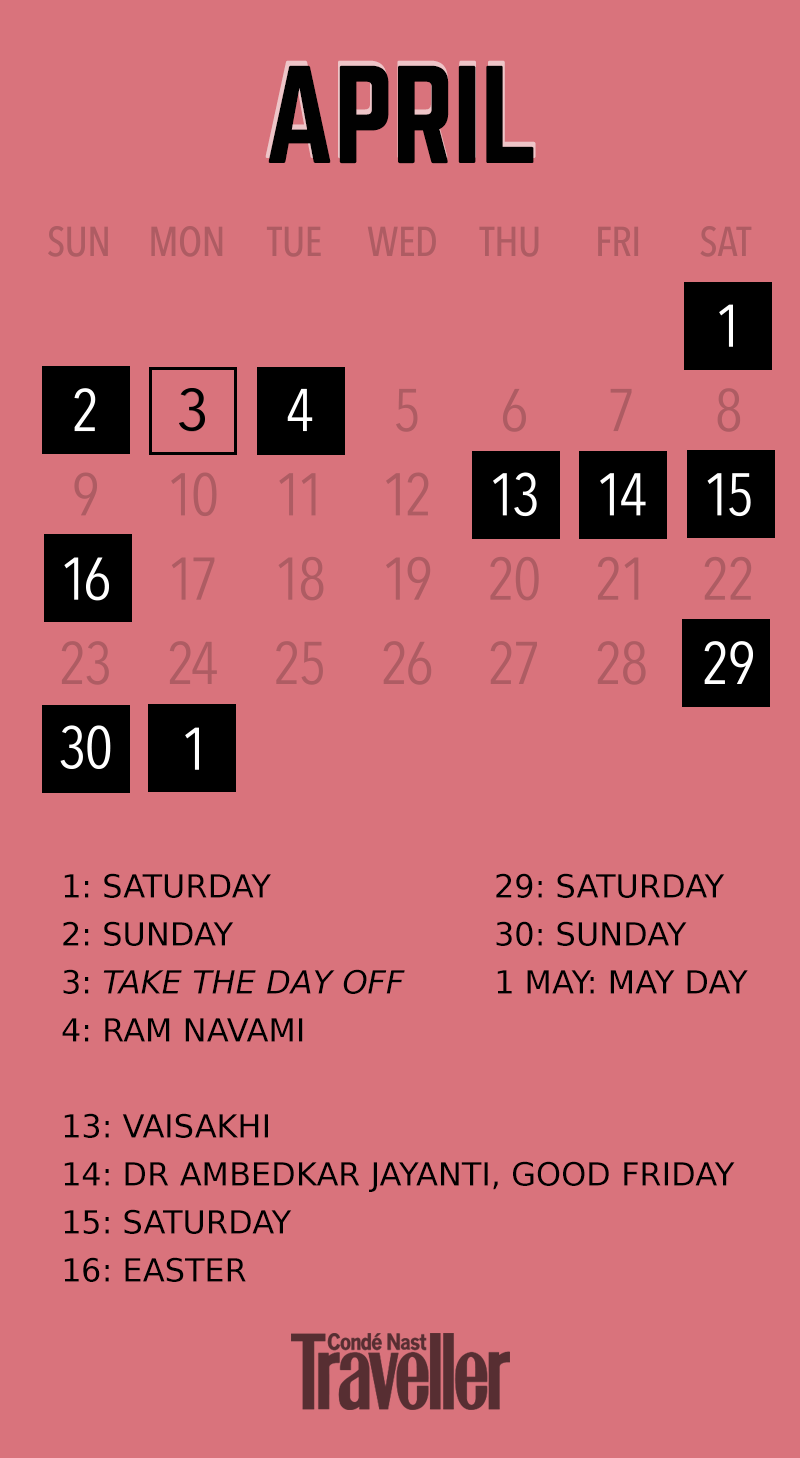 APRIL
SUN MON TUE WED THU FRI SAT
1
2 3 4 5 6 7 8
9 10 11 12 13 14 15
16 17 18 19 20 21 22
23 24 25 26 27 28 29
30 1
1: SATURDAY
2: SUNDAY
3: TAKE THE DAY OFF
4: RAM NAVAMI
29: SATURDAY
30: SUNDAY
1 MAY: MAY DAY
13: VAISAKHI
14: DR AMBEDKAR JAYANTI, GOOD FRIDAY
15: SATURDAY
16: EASTER
Condé Nast
Traveller